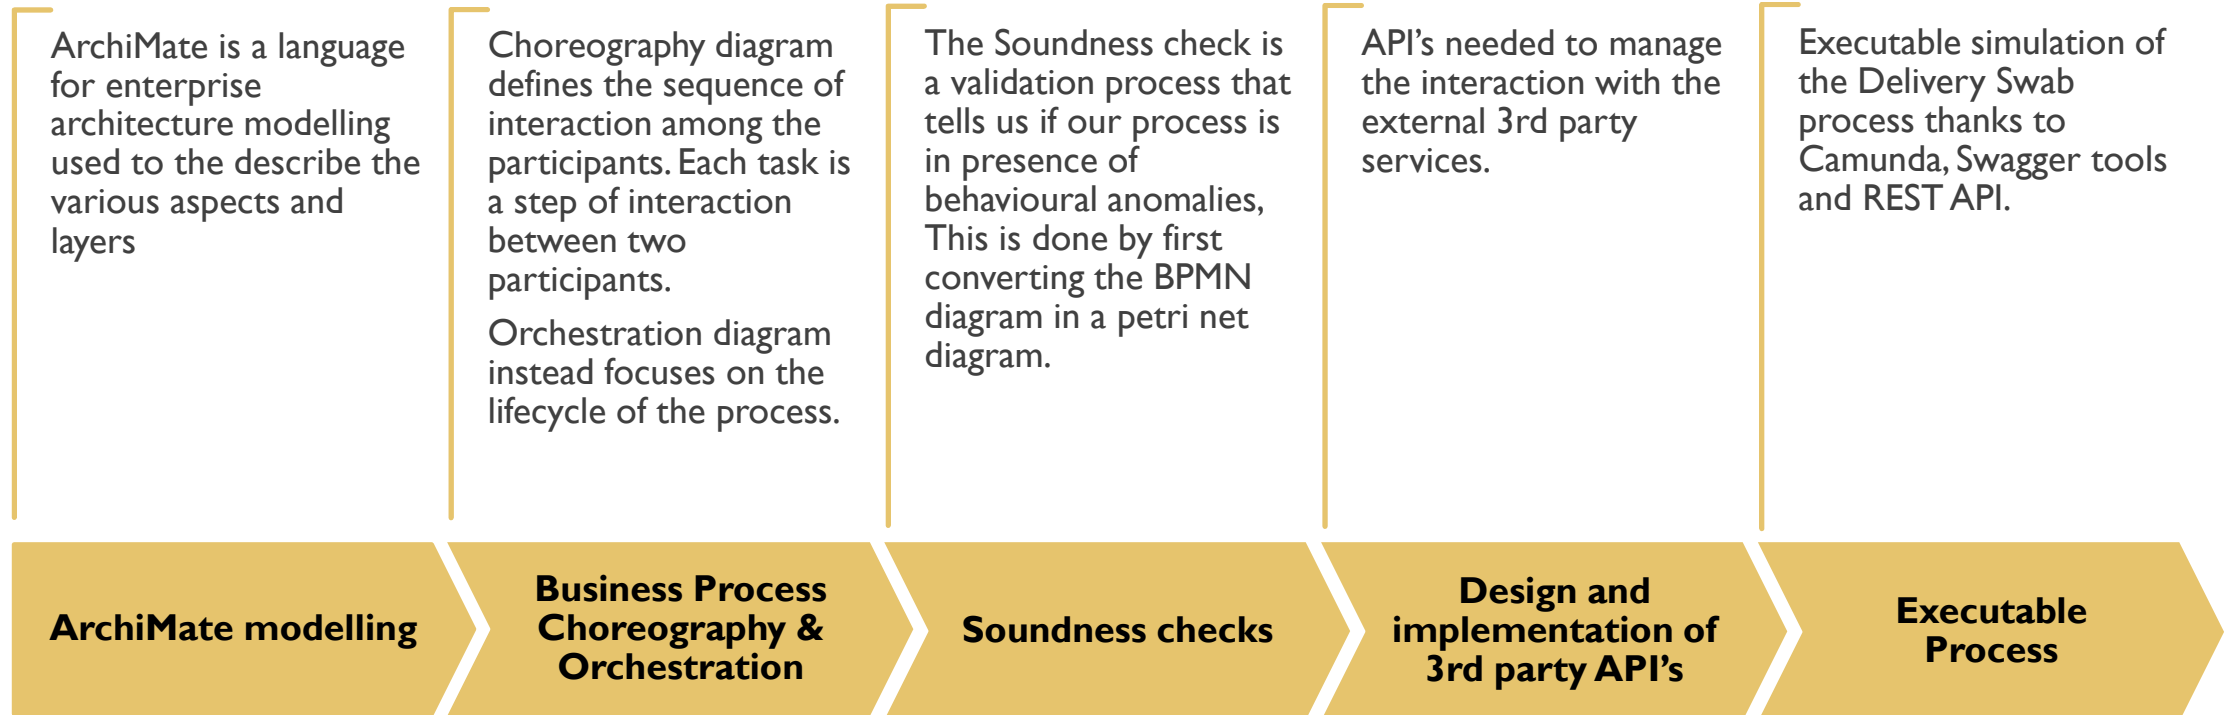 ArchiMate is a language
for enterprise
architecture modelling
used to the describe the
various aspects and
layers
Choreography diagram
defines the sequence of
interaction among the
participants. Each task is
a step of interaction
between two
participants.
Orchestration diagram
instead focuses on the
lifecycle of the process.
The Soundness check is
a validation process that
tells us if our process is
in presence of
behavioural anomalies,
This is done by first
converting the BPMN
diagram in a petri net
diagram.
API’s needed to manage
the interaction with the
external 3rd party
services.
Executable simulation of
the Delivery Swab
process thanks to
Camunda, Swagger tools
and REST API.
ArchiMate modelling
Business Process
Choreography &
Orchestration
Soundness checks
Design and
implementation of
3rd party API’s
Executable
Process